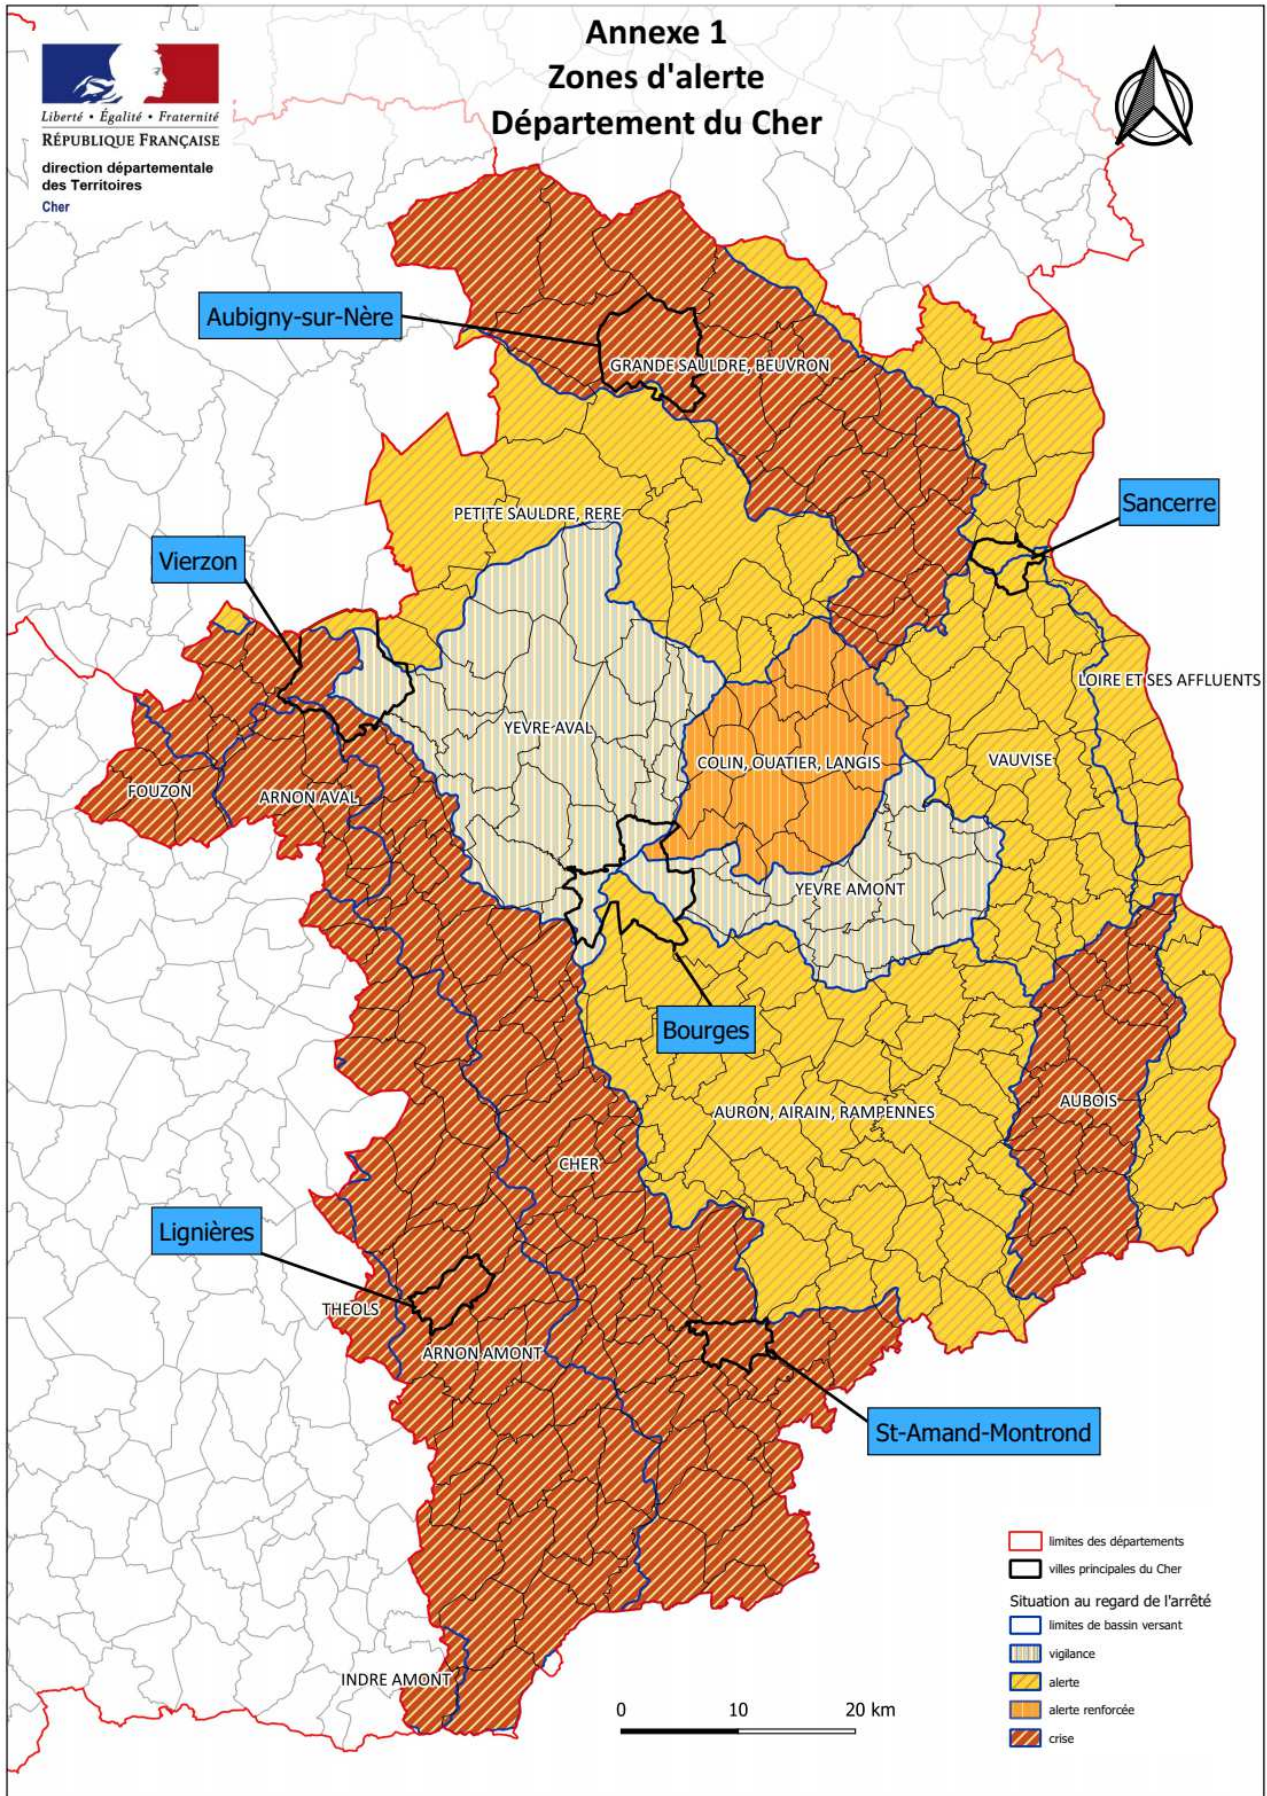 Annexe 1
Zones d'alerte
Département du Cher
Liberté • Égalité • Fraternité
RÉPUBLIQUE FRANÇAISE
direction départementale
des Territoires
Cher
Aubigny-sur-Nère
GRANDE SAULDRE, BEUVRON
Sancerre
PETITE SAULDRE, RERE
Vierzon
LOIRE ET SES AFFLUENTS
YEVRE AVAL
COLIN, OUATIER, LANGIS
VAUVISE
FOUZON
ARNON AVAL
YEVRE AMONT
Bourges
AURON, AIRAIN, RAMPENNES
AUBOIS
CHER
Lignières
THEOLS
ARNON AMONT
St-Amand-Montrond
INDRE AMONT
limites des départements
villes principales du Cher
Situation au regard de l'arrêté
limites de bassin versant
vigilance
alerte
alerte renforcée
crise
0 10 20 km